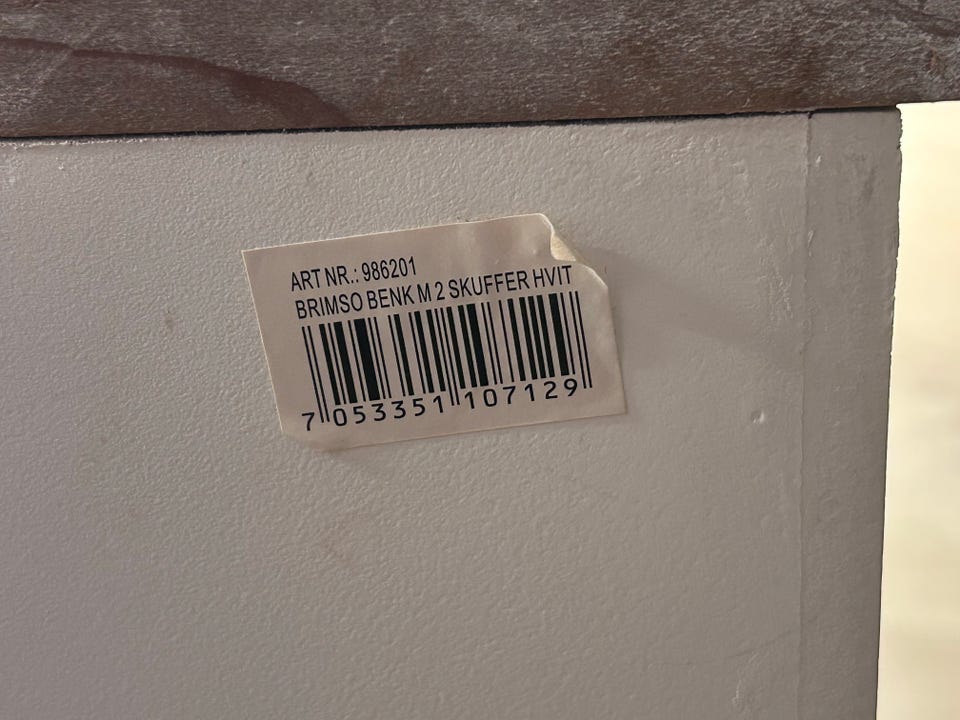 ART NR.: 986201
BRIMSO BENK M 2 SKUFFER HVIT
7 053351 107129